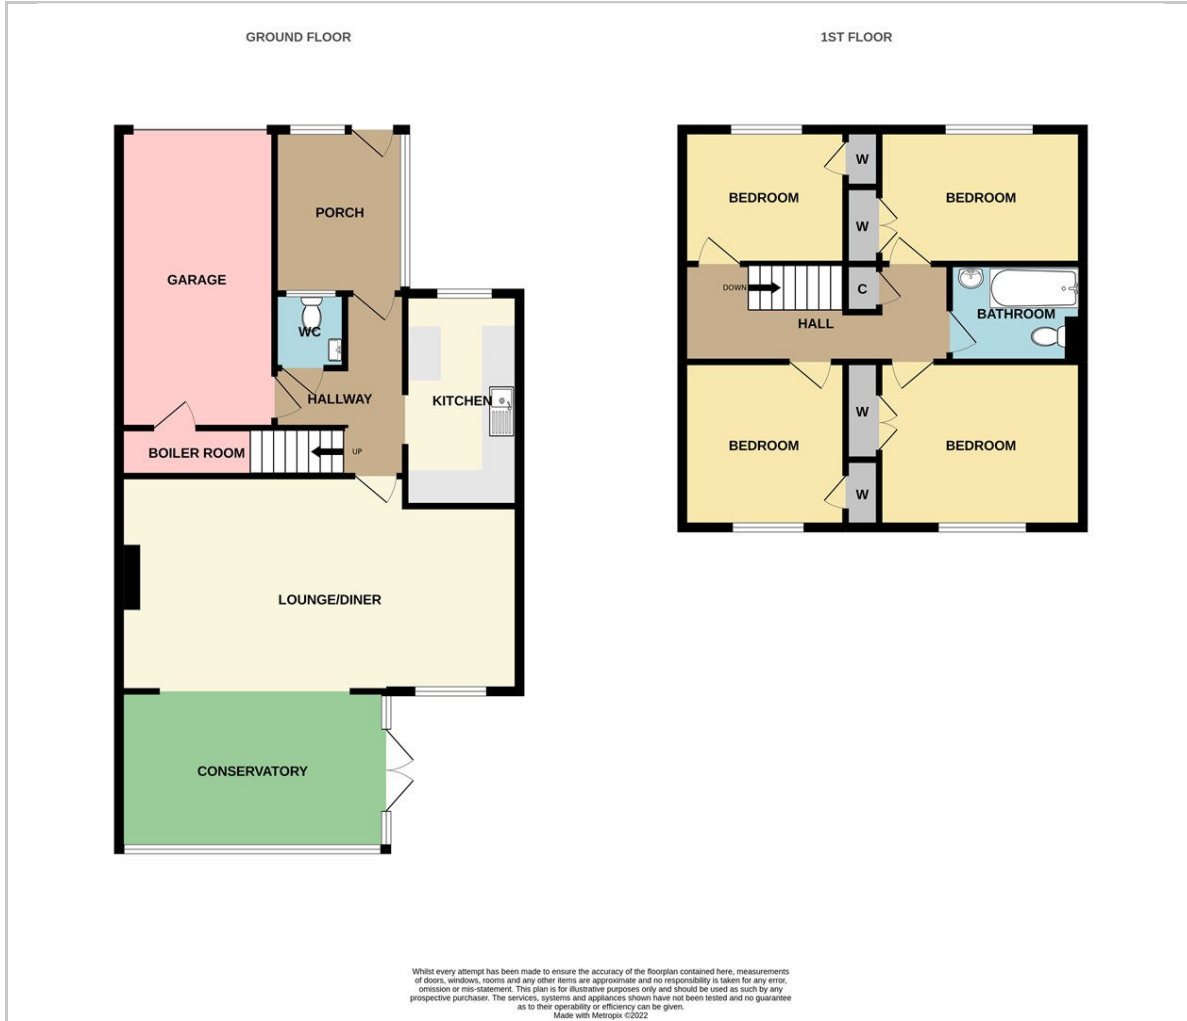 GROUND FLOOR
1ST FLOOR
GARAGE
PORCH
WC
HALLWAY
KITCHEN
BOILER ROOM
UP
LOUNGE/DINER
CONSERVATORY
BEDROOM
W
BEDROOM
W
DOWN
C
HALL
BATHROOM
BEDROOM
W
BEDROOM
W
Whilst every attempt has been made to ensure the accuracy of the floorplan contained here, measurements
of doors, windows, rooms and any other items are approximate and no responsibility is taken for any error,
omission or mis-statement. This plan is for illustrative purposes only and should be used as such by any
prospective purchaser. The services, systems and appliances shown have not been tested and no guarantee
as to their operability or efficiency can be given.
Made with Metropix ©2022